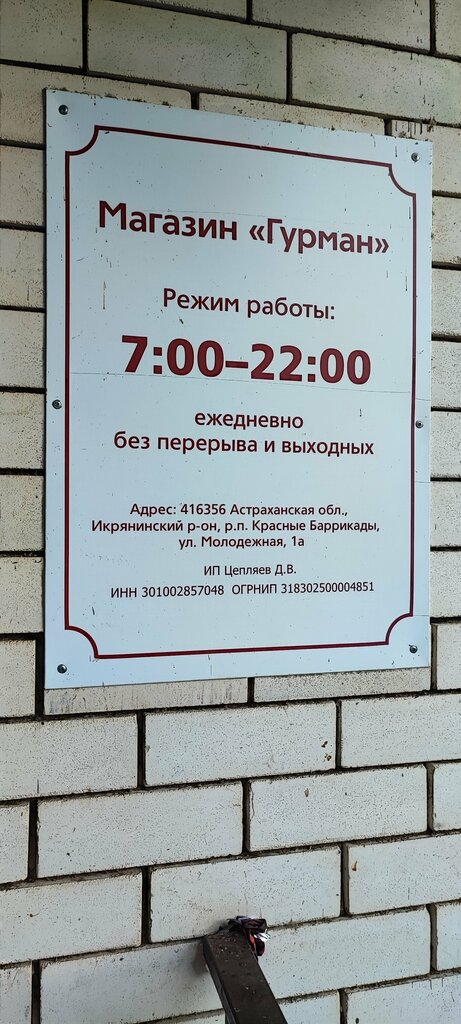 Магазин «Гурман»
Режим работы:
7:00–22:00
ежедневно
без перерыва и выходных
Адрес: 416356 Астраханская обл.,
Икрянинский р-он, р.п. Красные Баррикады,
ул. Молодежная, 1а
ИП Цепляев Д.В.
ИНН 301002857048 ОГРНИП 318302500004851